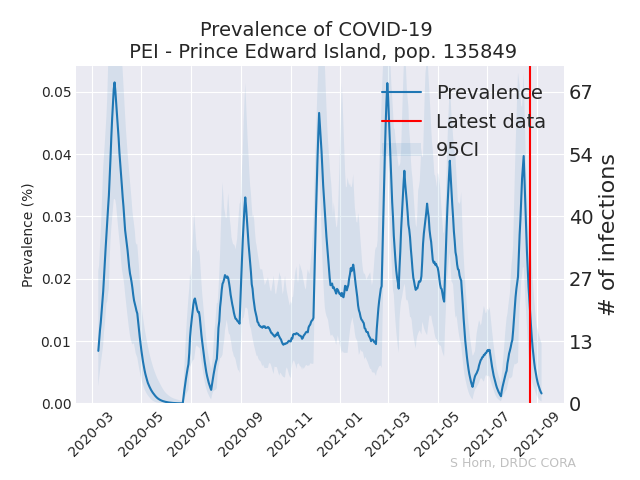 Prevalence of COVID-19
PEI - Prince Edward Island, pop. 135849
Prevalence
Latest data
95CI
Prevalence (%)
0.05
0.04
0.03
0.02
0.01
0.00
67
54
40
27
13
0
# of infections
2020-03
2020-05
2020-07
2020-09
2020-11
2021-01
2021-03
2021-05
2021-07
2021-09
S Horn, DRDC CORA